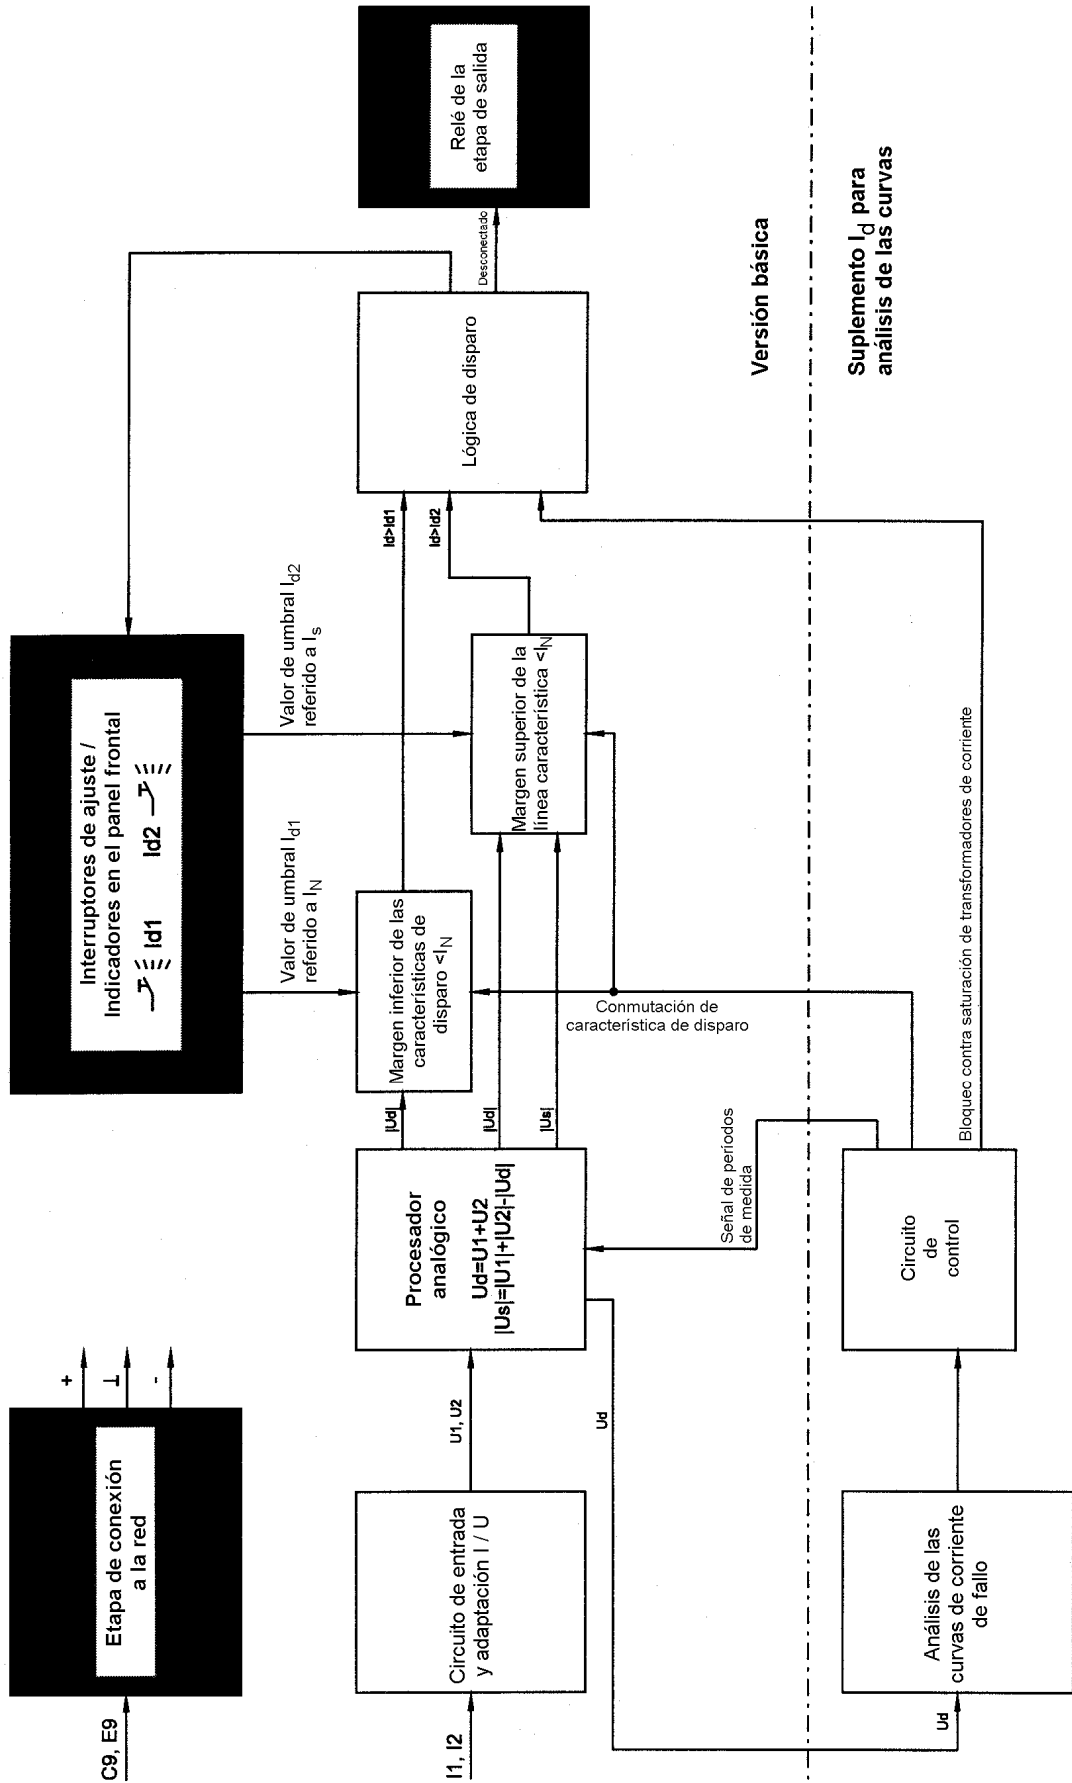 C9, E9
Etapa de conexión
a la red
+
⊥
-
Interruptores de ajuste /
Indicadores en el panel frontal
Id1
Id2
Valor de umbral Id1
referido a IN
Valor de umbral Id2
referido a Is
I1, I2
Circuito de entrada
y adaptación I / U
U1, U2
Procesador
analógico
Ud=U1+U2
|Us|=|U1|+|U2|-|Ud|
|Ud|
|Ud|
|Us|
Margen inferior de las
características de
disparo <IN
Margen superior de la
línea característica <IN
Id>Id1
Id>Id2
Lógica de disparo
Desconectado
Relé de la
etapa de salida
Ud
Señal de períodos
de medida
Conmutación de
característica de disparo
Versión básica
Suplemento Id para
análisis de las curvas
Ud
Análisis de las
curvas de corriente
de fallo
Circuito
de
control
Bloquec contra saturación de transformadores de corriente